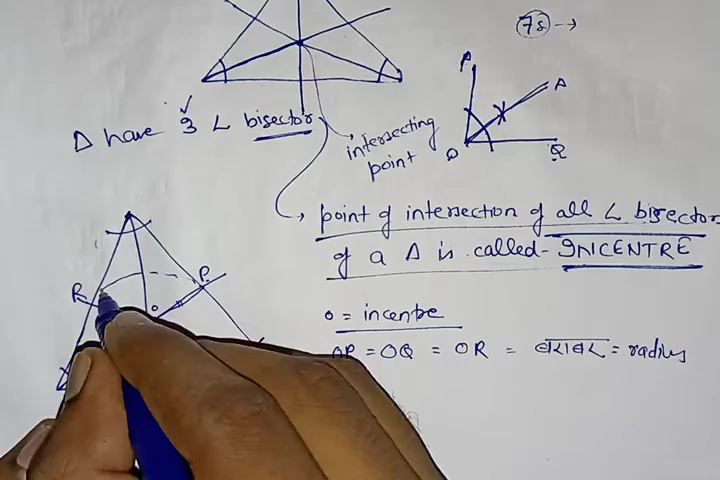 7s →
P
A
O
Q
Δ have 3 ∠ bisector
intersecting
point
point of intersection of all ∠ bisector
of a Δ is called- INCENTRE
R
P
o
o = incentre
OP = OQ = OR = बराबर = radius